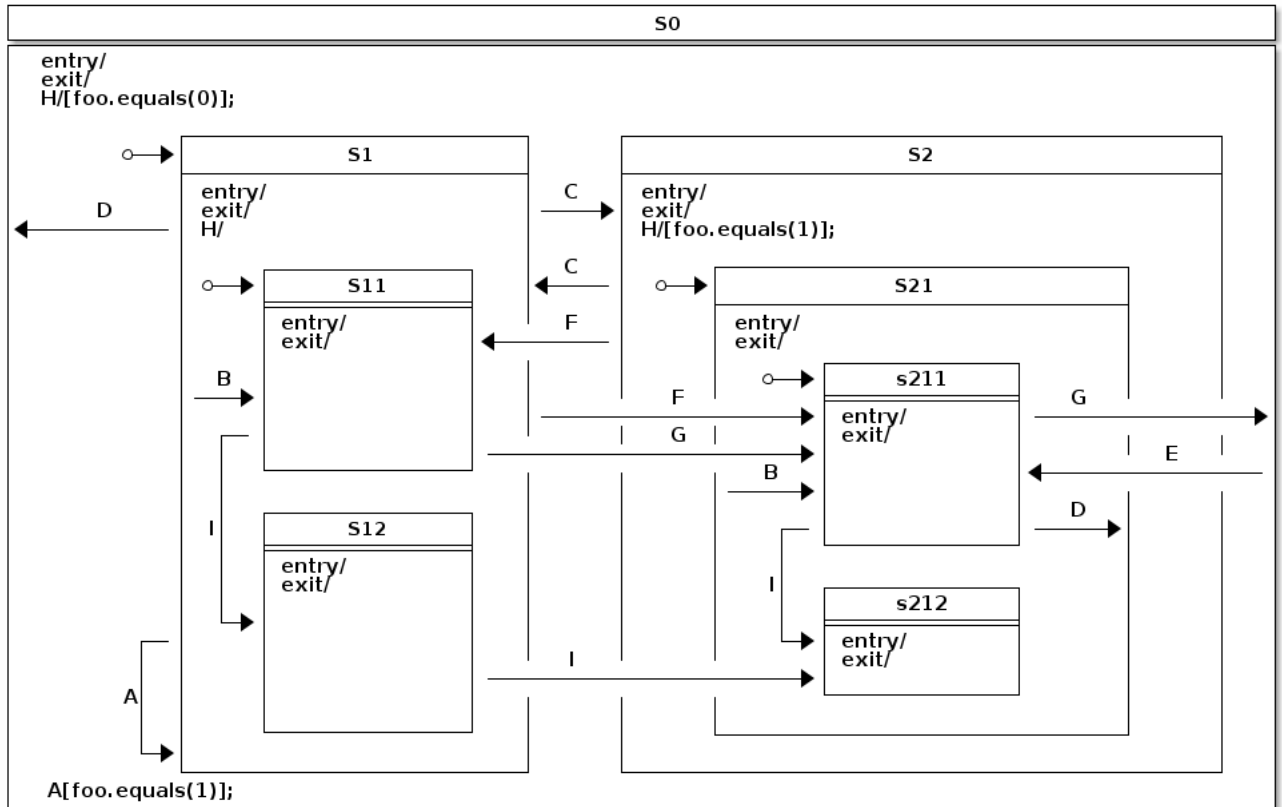 S0
entry/
exit/
H/[foo.equals(0)];
S1
S2
entry/
exit/
H/
entry/
exit/
H/[foo.equals(1)];
C
D
C
S11
S21
entry/
exit/
F
entry/
exit/
B
s211
F
G
entry/
exit/
G
E
B
D
I
S12
entry/
exit/
I
s212
entry/
exit/
I
A
A[foo.equals(1)];